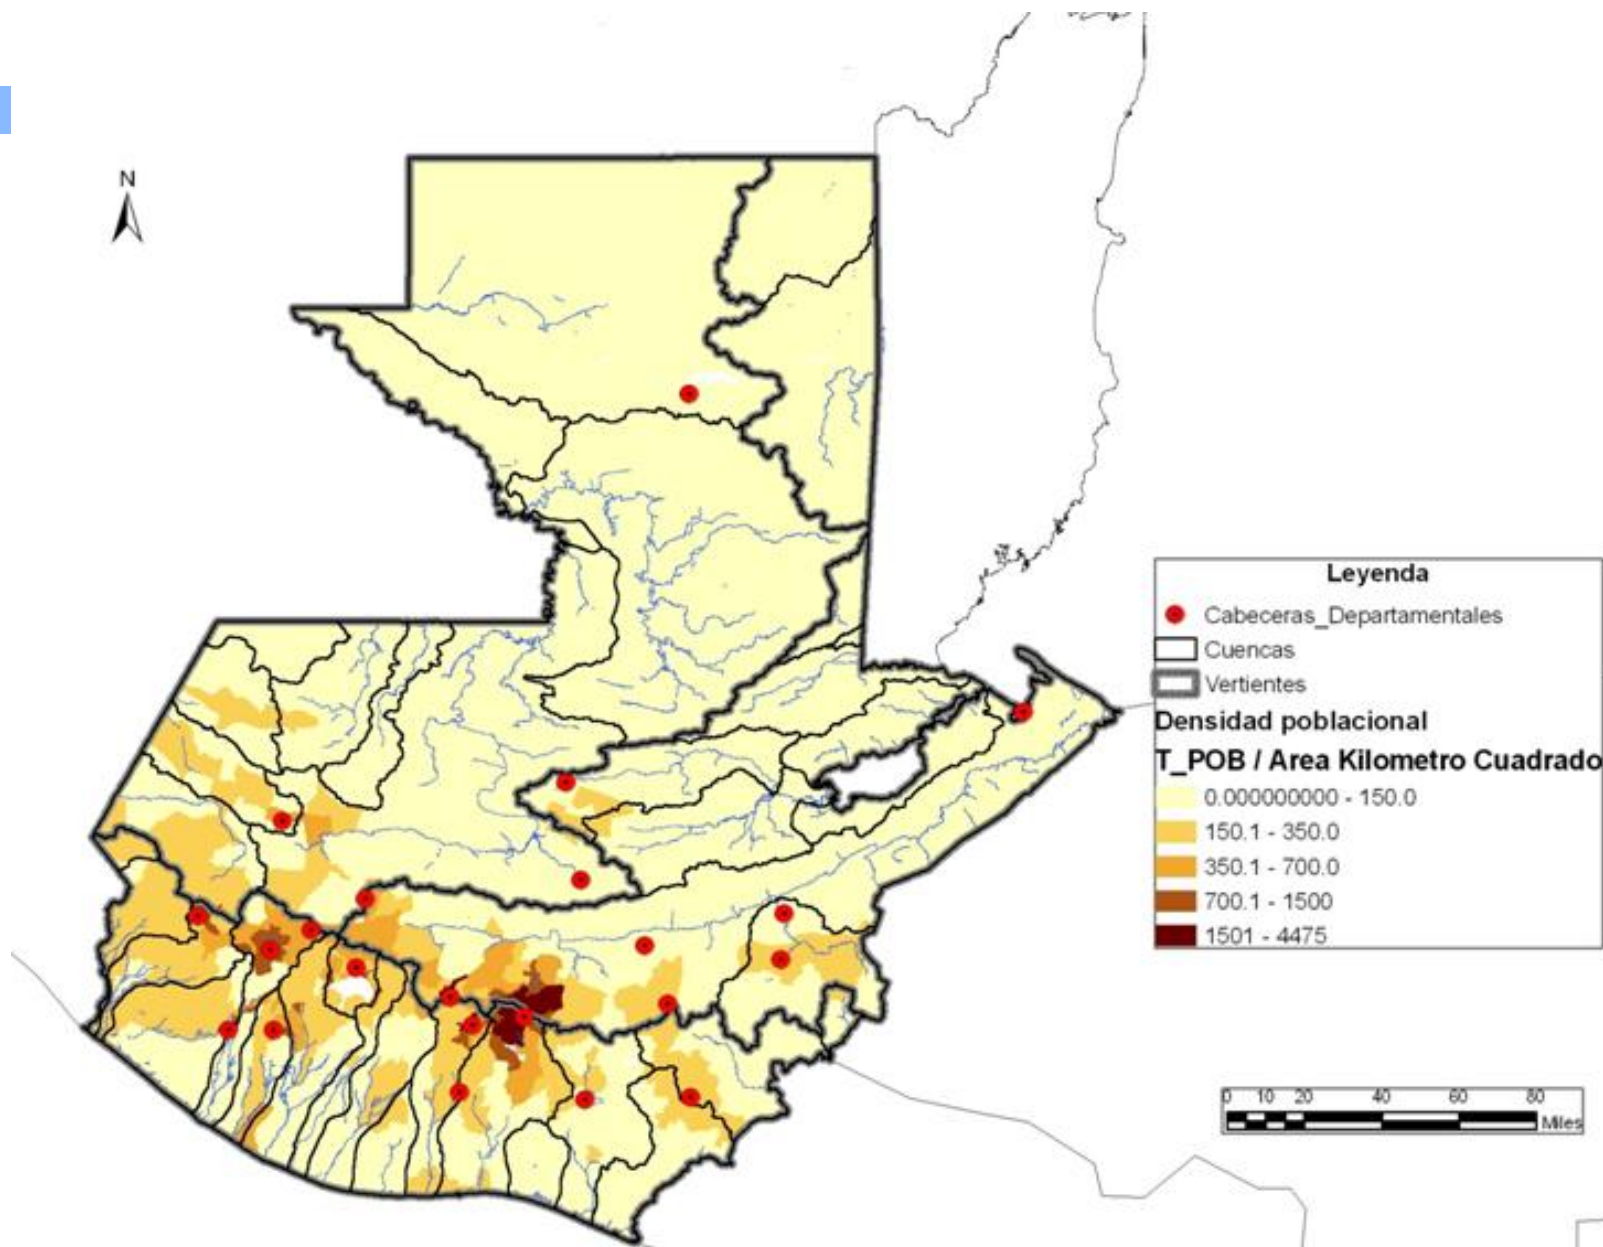 N
Leyenda
Cabeceras_Departamentales
Cuencas
Vertientes
Densidad poblacional
T_POB / Area Kilometro Cuadrado
0.000000000 - 150.0
150.1 - 350.0
350.1 - 700.0
700.1 - 1500
1501 - 4475
0 10 20 40 60 80
Miles